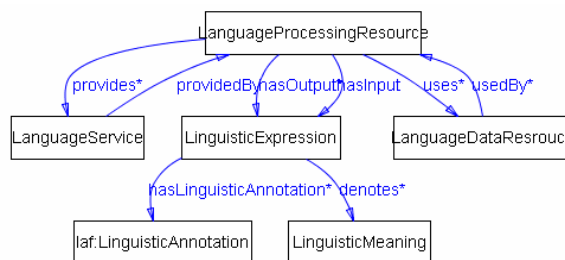 LanguageProcessingResource
provides* providedBy hasOutput* hasInput uses* usedBy*
LanguageService LinguisticExpression LanguageDataResrouc
hasLinguisticAnnotation* denotes*
laf:LinguisticAnnotation LinguisticMeaning